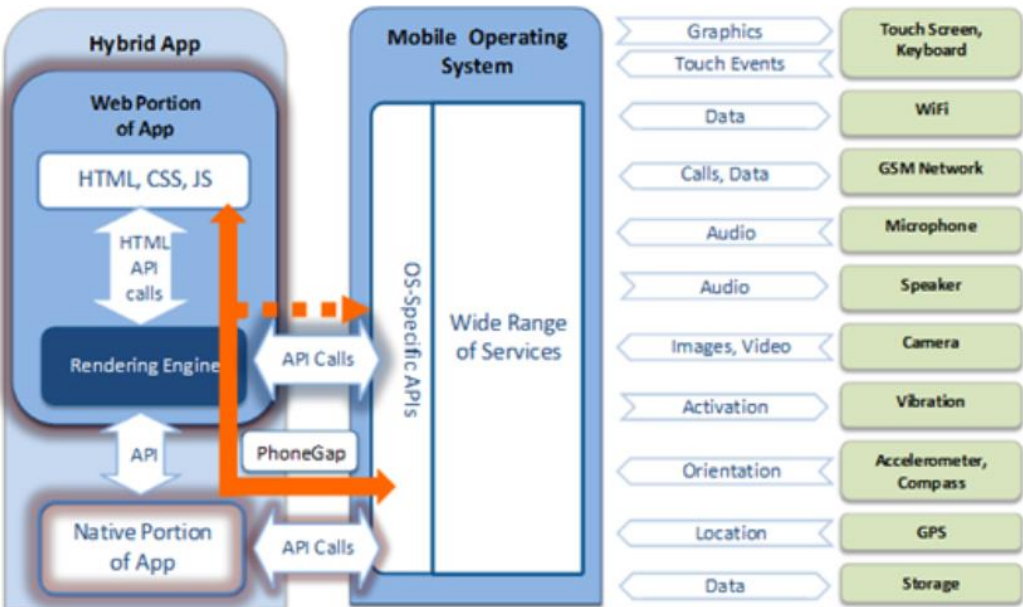 Hybrid App
Web Portion
of App
HTML, CSS, JS
HTML
API
calls
Rendering Engine
API
Native Portion
of App
PhoneGap
API Calls
API Calls
Mobile Operating
System
OS-Specific APIs
Wide Range
of Services
Graphics
Touch Events
Touch Screen,
Keyboard
Data
WiFi
Calls, Data
GSM Network
Audio
Microphone
Audio
Speaker
Images, Video
Camera
Activation
Vibration
Orientation
Accelerometer,
Compass
Location
GPS
Data
Storage